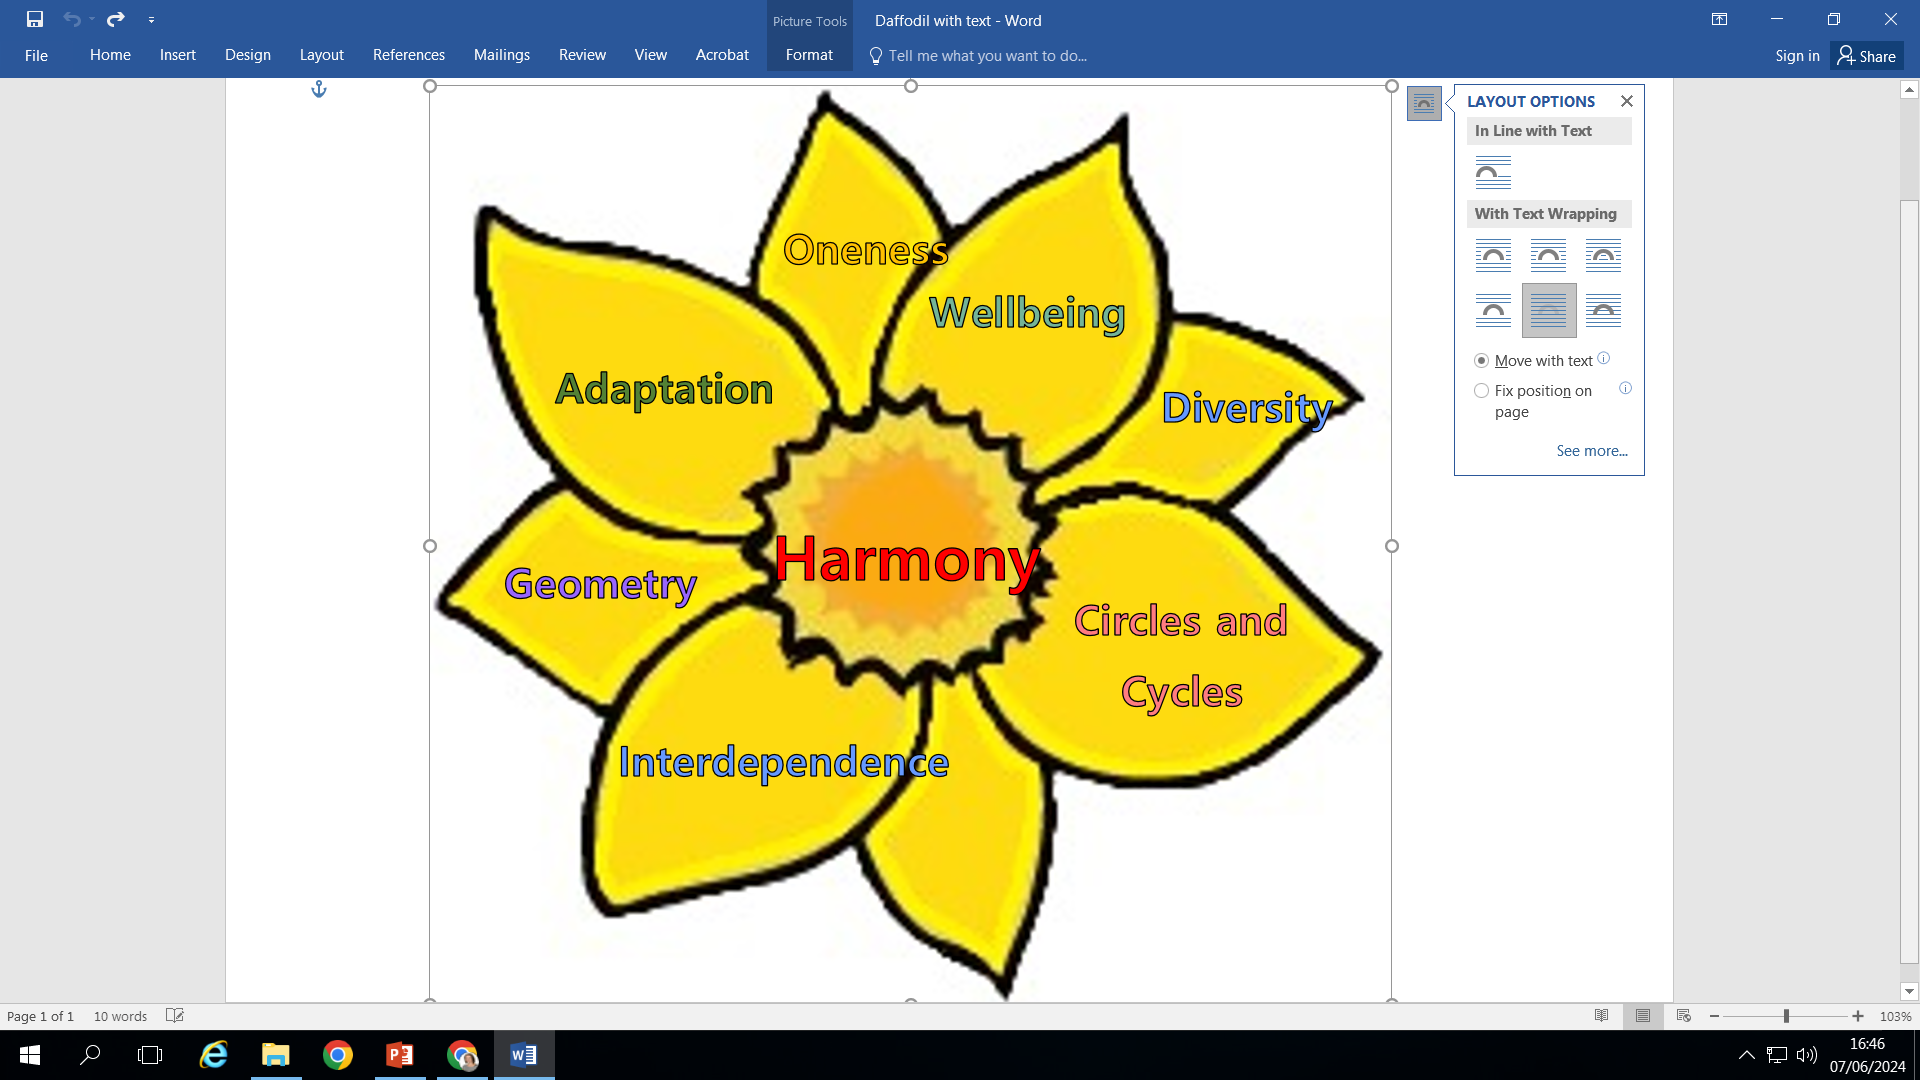 Picture Tools
Daffodil with text - Word
File
Home
Insert
Design
Layout
References
Mailings
Review
View
Acrobat
Format
Tell me what you want to do...
Sign in
Share
LAYOUT OPTIONS
In Line with Text
With Text Wrapping
Move with text
Fix position on
page
See more...
Oneness
Wellbeing
Adaptation
Diversity
Harmony
Geometry
Circles and
Cycles
Interdependence
Page 1 of 1
10 words
103%
16:46
07/06/2024